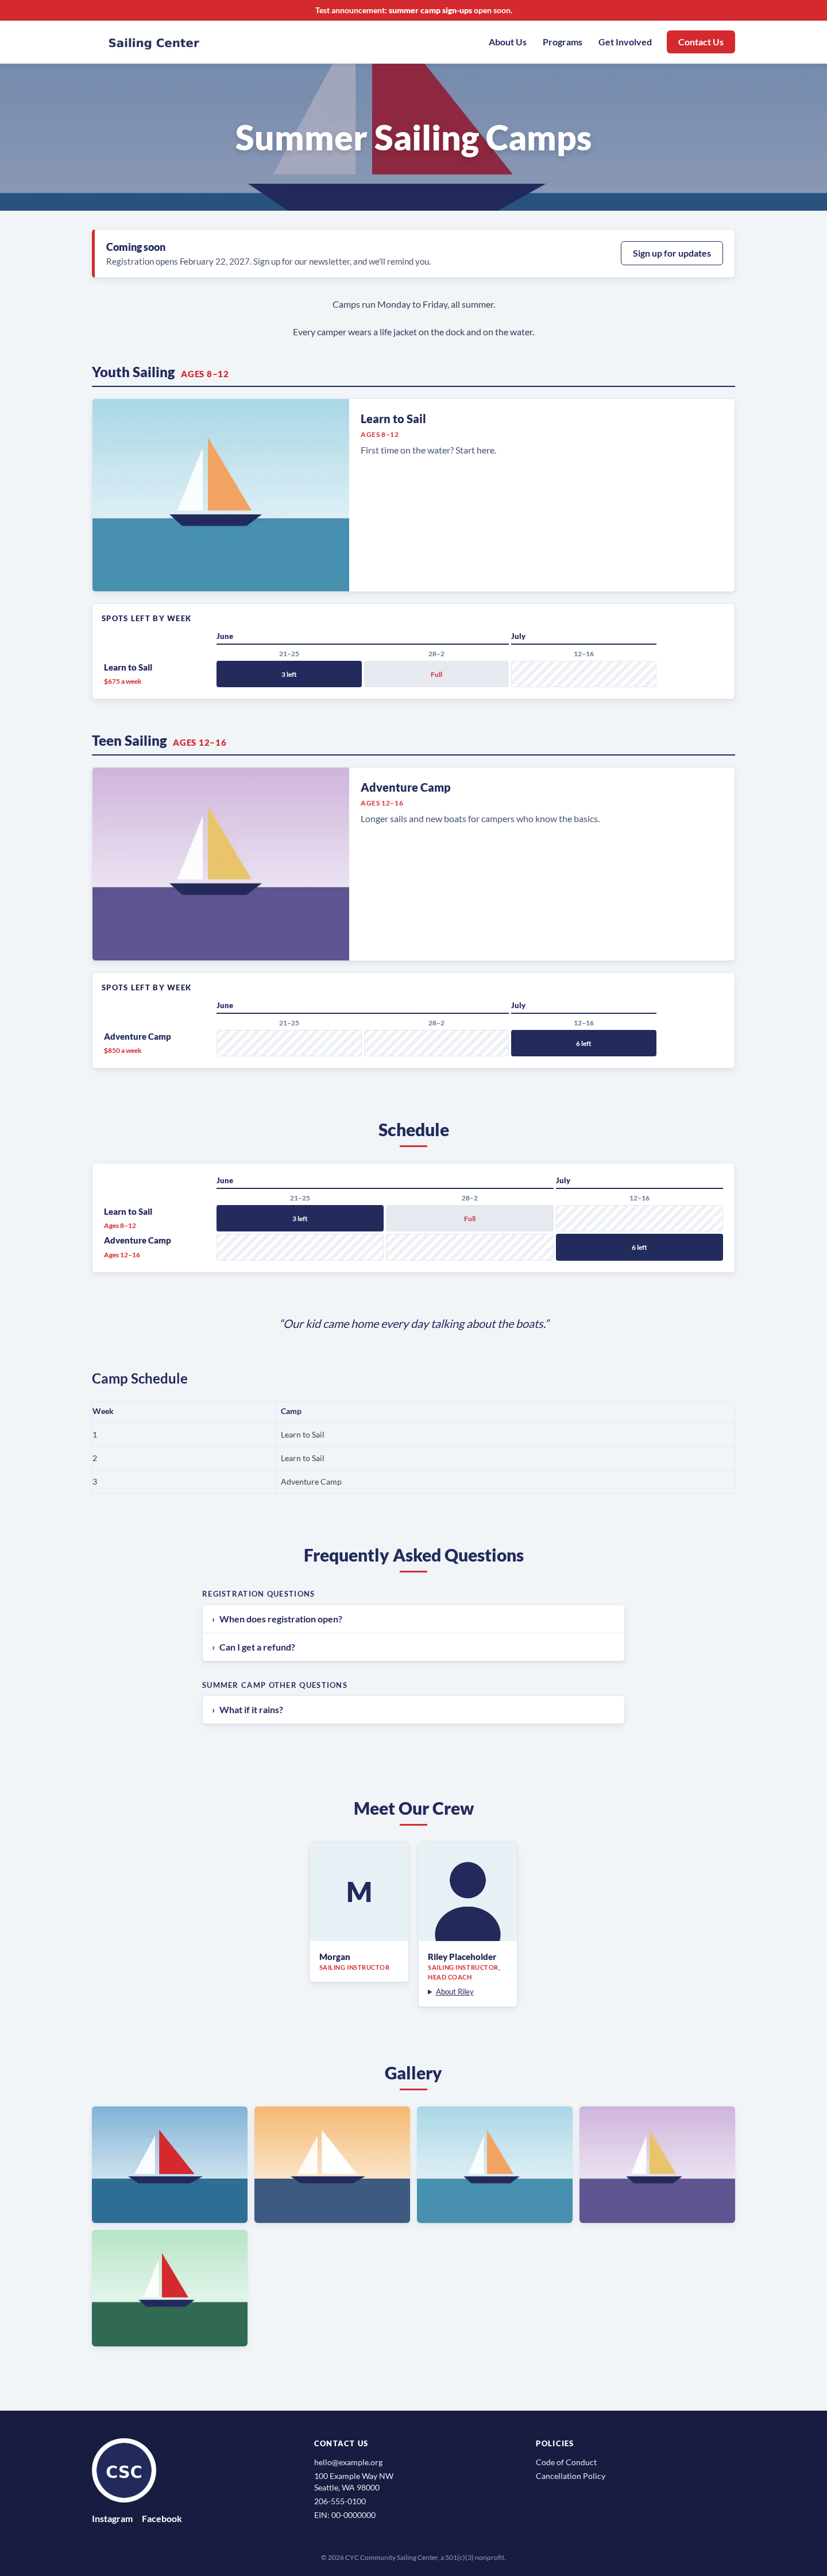 Test announcement: summer camp sign-ups open soon.
Sailing Center
About Us
Programs
Get Involved
Contact Us
Summer Sailing Camps
Coming soon
Registration opens February 22, 2027. Sign up for our newsletter, and we'll remind you.
Sign up for updates
Camps run Monday to Friday, all summer.
Every camper wears a life jacket on the dock and on the water.
Youth Sailing AGES 8–12
Learn to Sail
AGES 8–12
First time on the water? Start here.
SPOTS LEFT BY WEEK
June July
21–25 28–2 12–16
Learn to Sail
$675 a week
3 left Full
Teen Sailing AGES 12–16
Adventure Camp
AGES 12–16
Longer sails and new boats for campers who know the basics.
SPOTS LEFT BY WEEK
June July
21–25 28–2 12–16
Adventure Camp
$850 a week
6 left
Schedule
June July
21–25 28–2 12–16
Learn to Sail
Ages 8–12
3 left Full
Adventure Camp
Ages 12–16
6 left
“Our kid came home every day talking about the boats.”
Camp Schedule
Week Camp
1 Learn to Sail
2 Learn to Sail
3 Adventure Camp
Frequently Asked Questions
REGISTRATION QUESTIONS
› When does registration open?
› Can I get a refund?
SUMMER CAMP OTHER QUESTIONS
› What if it rains?
Meet Our Crew
M
Morgan
SAILING INSTRUCTOR
Riley Placeholder
SAILING INSTRUCTOR,
HEAD COACH
About Riley
Gallery
CSC
Instagram Facebook
CONTACT US
hello@example.org
100 Example Way NW
Seattle, WA 98000
206-555-0100
EIN: 00-0000000
POLICIES
Code of Conduct
Cancellation Policy
© 2026 CYC Community Sailing Center, a 501(c)(3) nonprofit.